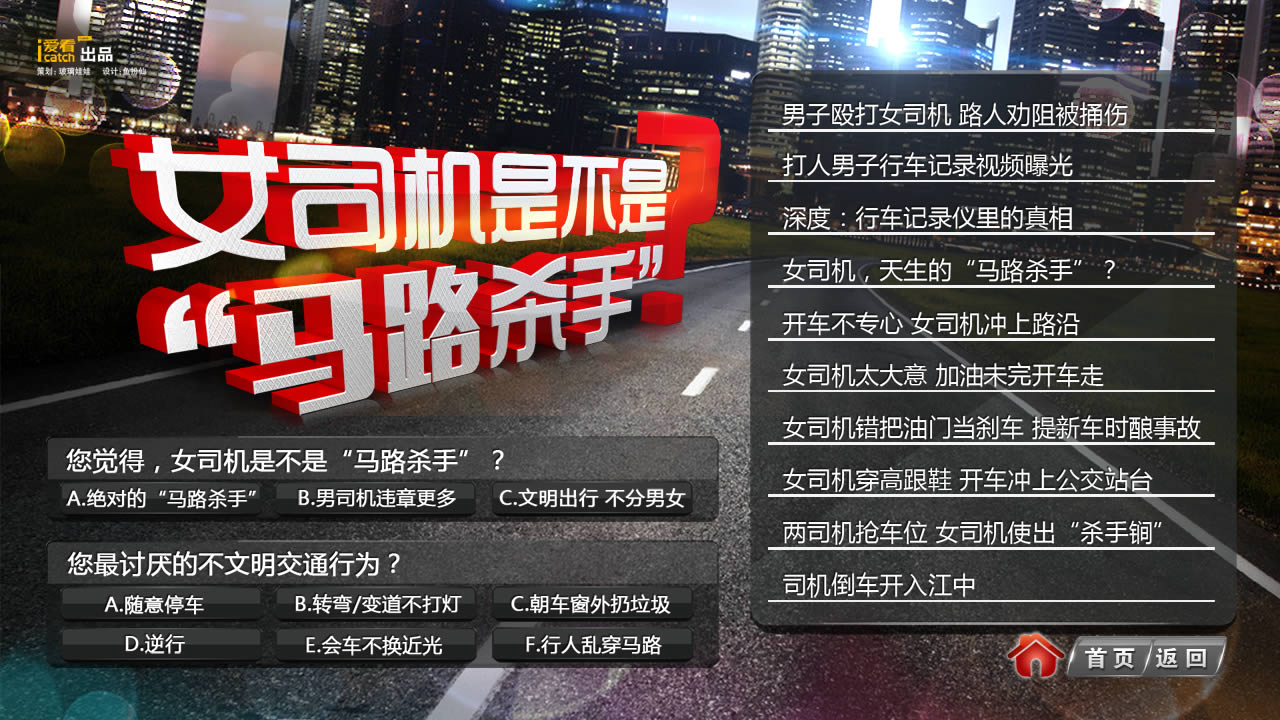 爱看
icatch 出品
策划:玻璃娃娃 设计:鱼扮仙
女司机是不是
“马路杀手”?
您觉得，女司机是不是“马路杀手”？
A.绝对的“马路杀手”
B.男司机违章更多
C.文明出行 不分男女
您最讨厌的不文明交通行为？
A.随意停车
B.转弯/变道不打灯
C.朝车窗外扔垃圾
D.逆行
E.会车不换近光
F.行人乱穿马路
男子殴打女司机 路人劝阻被捅伤
打人男子行车记录视频曝光
深度：行车记录仪里的真相
女司机，天生的“马路杀手”？
开车不专心 女司机冲上路沿
女司机太大意 加油未完开车走
女司机错把油门当刹车 提新车时酿事故
女司机穿高跟鞋 开车冲上公交站台
两司机抢车位 女司机使出“杀手锏”
司机倒车开入江中
首页
返回